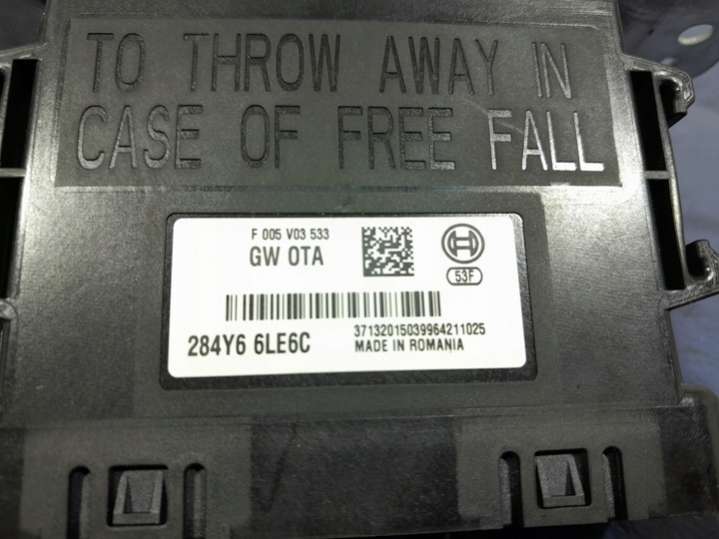 TO THROW AWAY IN
CASE OF FREE FALL
F 005 V03 533
GW OTA
53F
284Y6 6LE6C
37132015039964211025
MADE IN ROMANIA